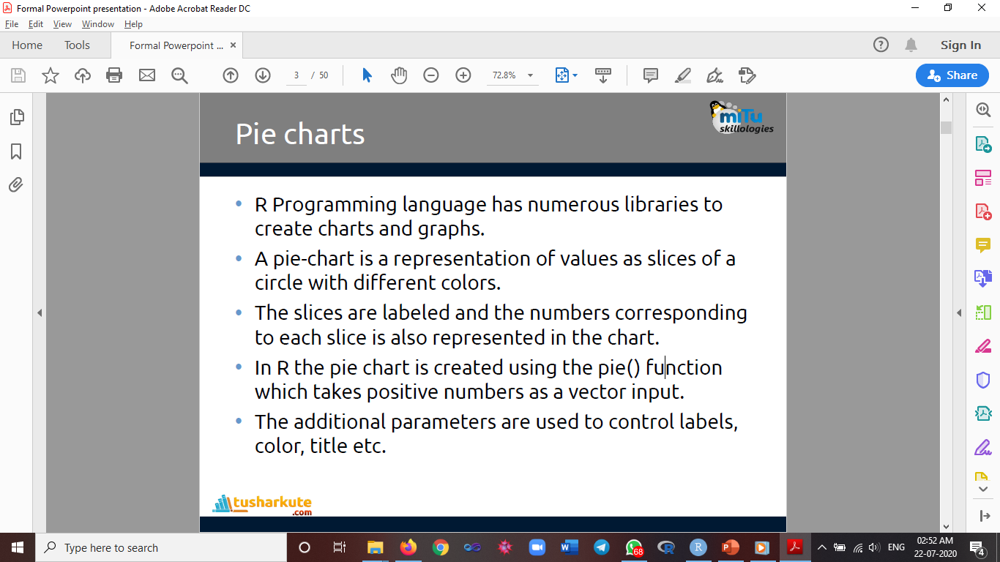 Formal Powerpoint presentation - Adobe Acrobat Reader DC
File Edit View Window Help
Home Tools Formal Powerpoint ... × Sign In
3 / 50 72.8% Share
Pie charts
miTu
skillologies
• R Programming language has numerous libraries to
create charts and graphs.
• A pie-chart is a representation of values as slices of a
circle with different colors.
• The slices are labeled and the numbers corresponding
to each slice is also represented in the chart.
• In R the pie chart is created using the pie() function
which takes positive numbers as a vector input.
• The additional parameters are used to control labels,
color, title etc.
tusharkute
.com
Type here to search
68
ENG
02:52 AM
22-07-2020
4